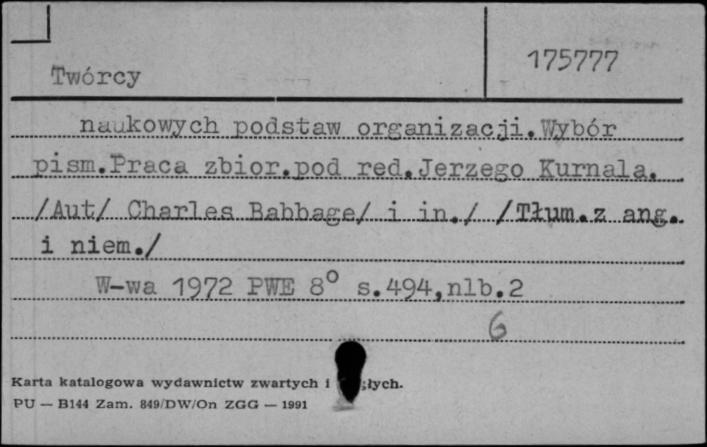 175777
Twórcy
naukowych podstaw organizacji.Wybór
pism.Praca zbior.pod red.Jerzego Kurnala.
/Aut/ Charles Babbage/ i in./ /Tłum.z ang.
i niem./
W-wa 1972 PWE 8° s.494,nlb.2
6
Karta katalogowa wydawnictw zwartych i
PU — B144 Zam. 849/DW/On ZGG — 1991